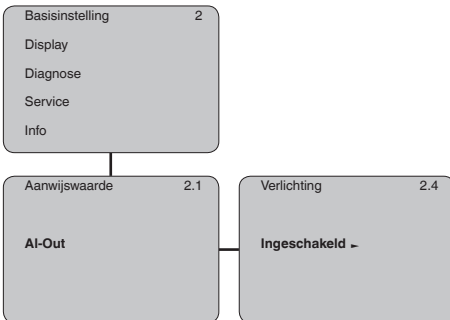 Basisinstelling 2
Display
Diagnose
Service
Info
Aanwijswaarde 2.1
AI-Out
Verlichting 2.4
Ingeschakeld ►